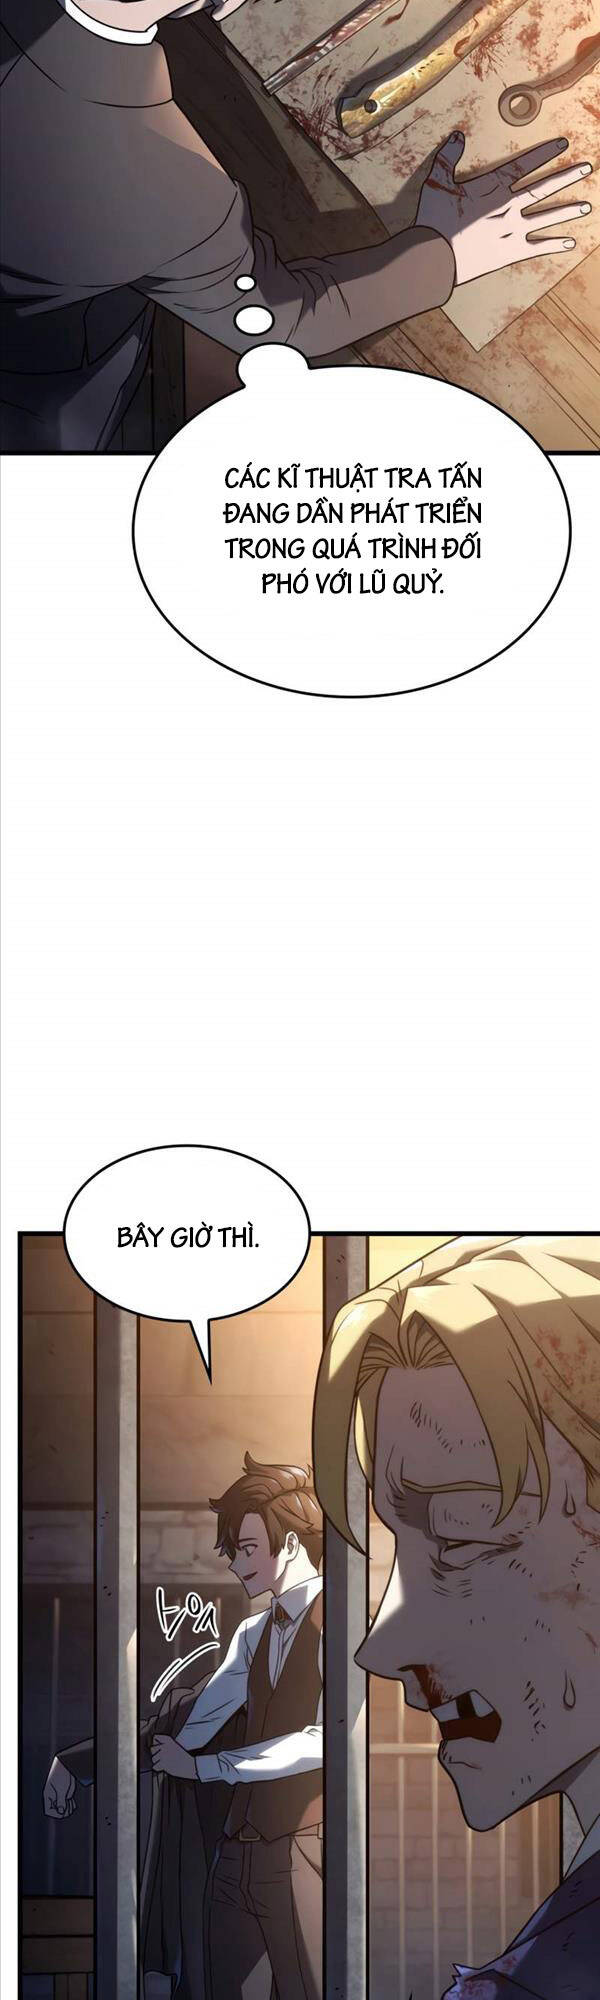 CÁC KĨ THUẬT TRA TẤN
ĐANG DẦN PHÁT TRIỂN
TRONG QUÁ TRÌNH ĐỐI
PHÓ VỚI LŨ QUỶ.
BÂY GIỜ THÌ.